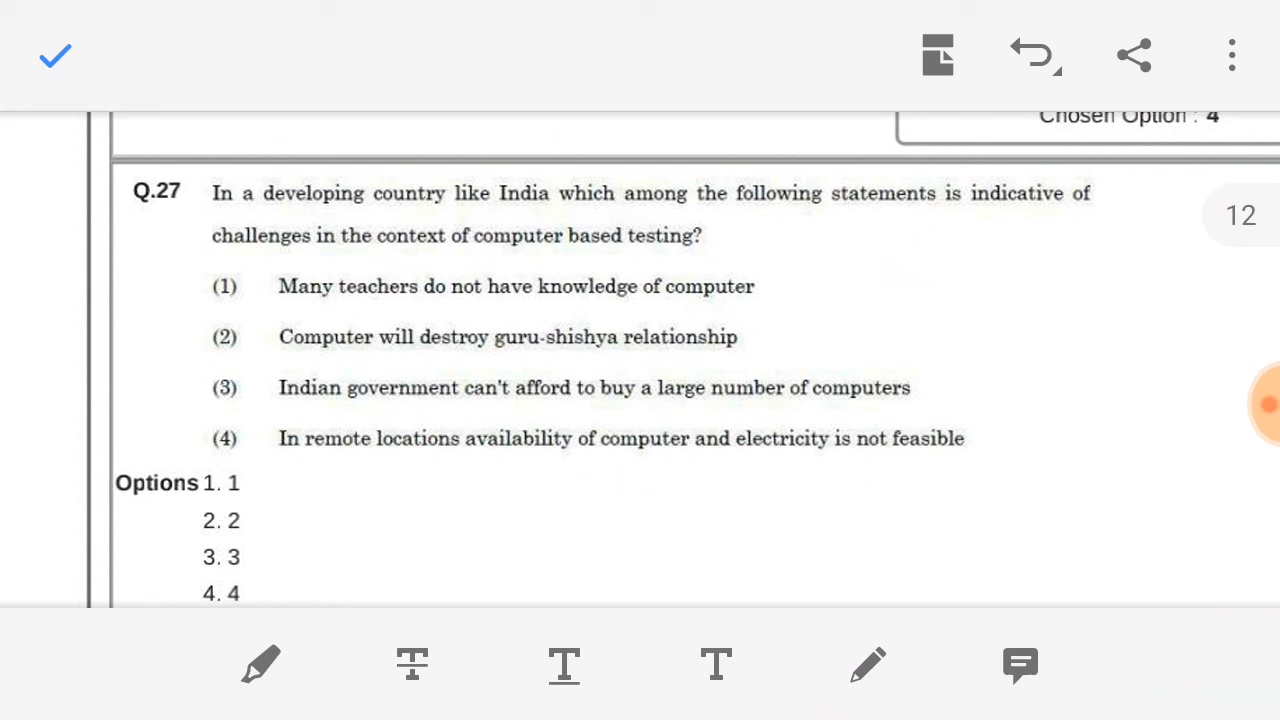 Chosen Option : 4
Q.27 In a developing country like India which among the following statements is indicative of
challenges in the context of computer based testing?
12
(1) Many teachers do not have knowledge of computer
(2) Computer will destroy guru-shishya relationship
(3) Indian government can't afford to buy a large number of computers
(4) In remote locations availability of computer and electricity is not feasible
Options 1. 1
2. 2
3. 3
4. 4